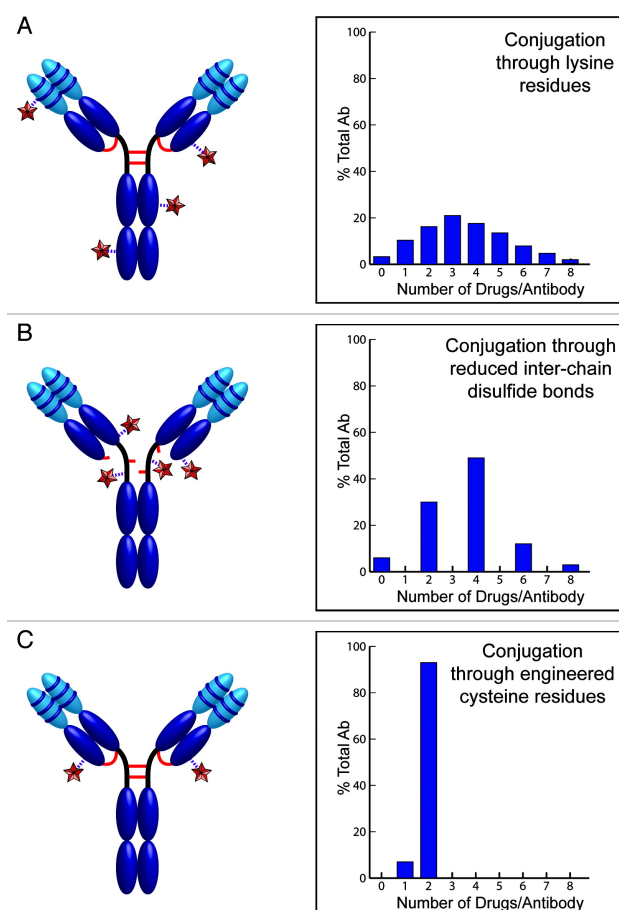 A
Conjugation
through lysine
residues
% Total Ab
100
80
60
40
20
0
0 1 2 3 4 5 6 7 8
Number of Drugs/Antibody
B
Conjugation through
reduced inter-chain
disulfide bonds
% Total Ab
100
80
60
40
20
0
0 1 2 3 4 5 6 7 8
Number of Drugs/Antibody
C
Conjugation
through engineered
cysteine residues
% Total Ab
100
80
60
40
20
0
0 1 2 3 4 5 6 7 8
Number of Drugs/Antibody